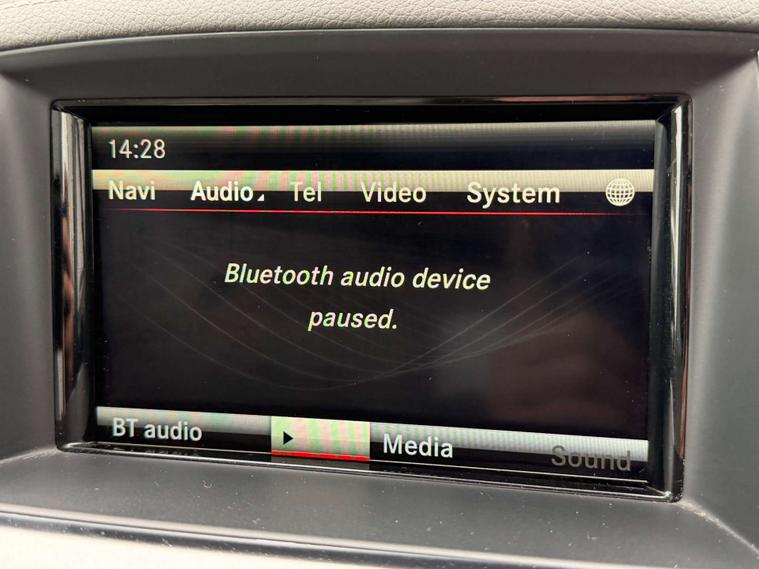 14:28
Navi Audio Tel Video System
Bluetooth audio device
paused.
BT audio Media Sound